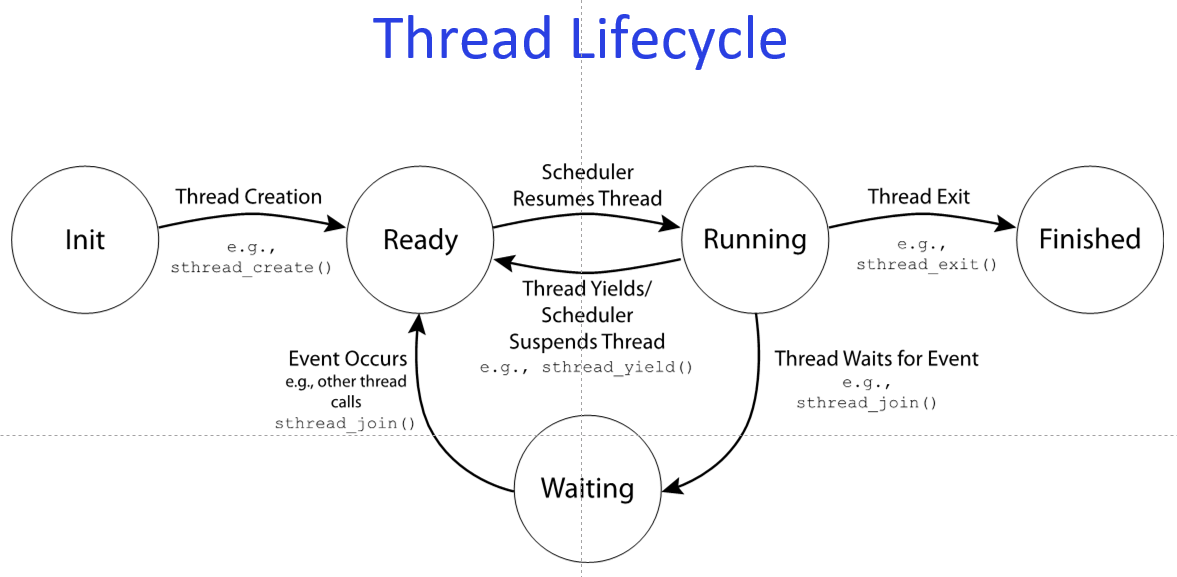 Thread Lifecycle
Init
Thread Creation
e.g.,
sthread_create()
Ready
Scheduler
Resumes Thread
Thread Yields/
Scheduler
Suspends Thread
e.g., sthread_yield()
Running
Thread Exit
e.g.,
sthread_exit()
Finished
Event Occurs
e.g., other thread
calls
sthread_join()
Thread Waits for Event
e.g.,
sthread_join()
Waiting